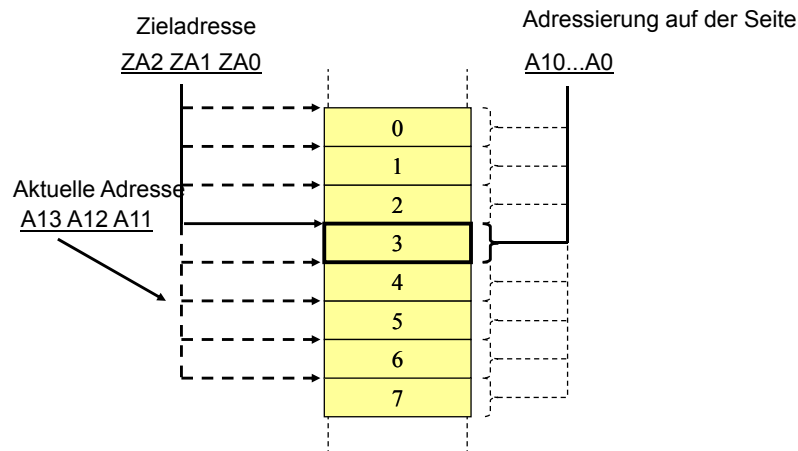 Zieladresse
ZA2 ZA1 ZA0
Adressierung auf der Seite
A10...A0
Aktuelle Adresse
A13 A12 A11
0
1
2
3
4
5
6
7